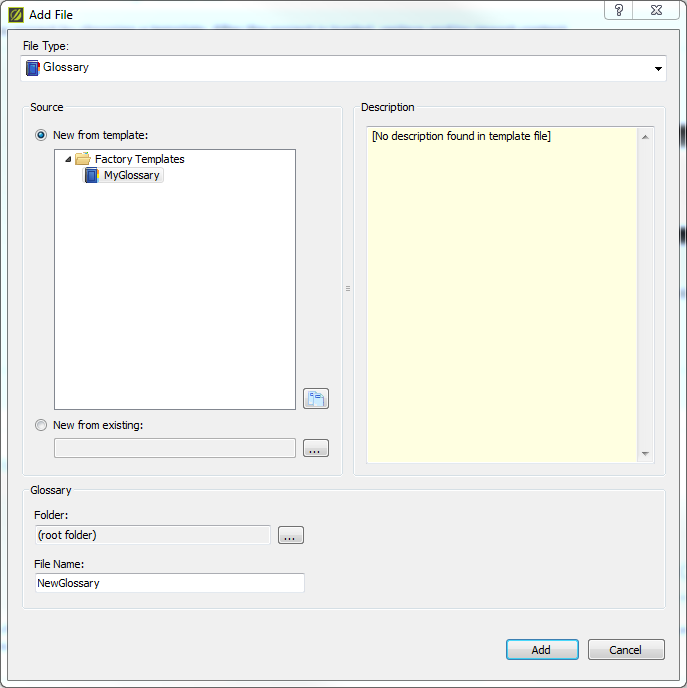 Add File
File Type:
Glossary
Source
New from template:
Factory Templates
MyGlossary
New from existing:
...
Description
[No description found in template file]
Glossary
Folder:
(root folder)
...
File Name:
NewGlossary
Add
Cancel